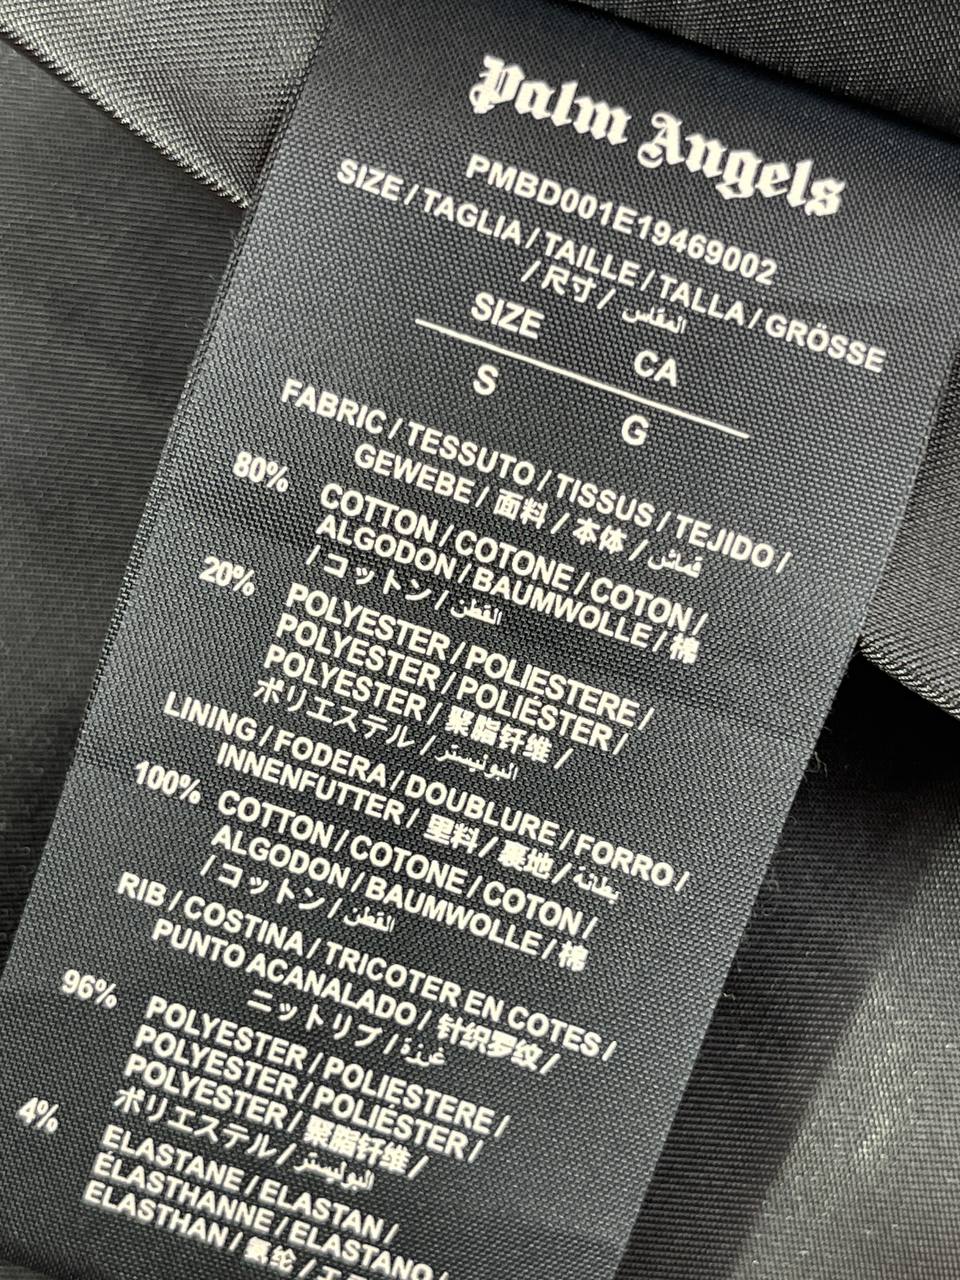 Palm Angels
PMBD001E19469002
SIZE / TAGLIA / TAILLE / TALLA / GRÖSSE
/ 尺寸 / المقاس
SIZE CA
S G
FABRIC / TESSUTO / TISSUS / TEJIDO /
GEWEBE / 面料 / 本体 / قماش
80% COTTON / COTONE / COTON /
ALGODON / BAUMWOLLE / 棉
/ コットン / القطن
20% POLYESTER / POLIESTERE /
POLYESTER / POLIÉSTER /
POLYESTER / 聚脂纤维 /
ポリエステル / البوليستر
LINING / FODERA / DOUBLURE / FORRO /
INNENFUTTER / 里料 / 裏地 / بطانة
100% COTTON / COTONE / COTON /
ALGODON / BAUMWOLLE / 棉
/ コットン / القطن
RIB / COSTINA / TRICOTER EN COTES /
PUNTO ACANALADO / 针织罗纹 /
ニットリブ / غرزة
96% POLYESTER / POLIESTERE /
POLYESTER / POLIÉSTER /
POLYESTER / 聚脂纤维 /
ポリエステル / البوليستر
4% ELASTANE / ELASTAN /
ÉLASTHANNE / ELASTANO
ELASTHAN / 氨纶 /